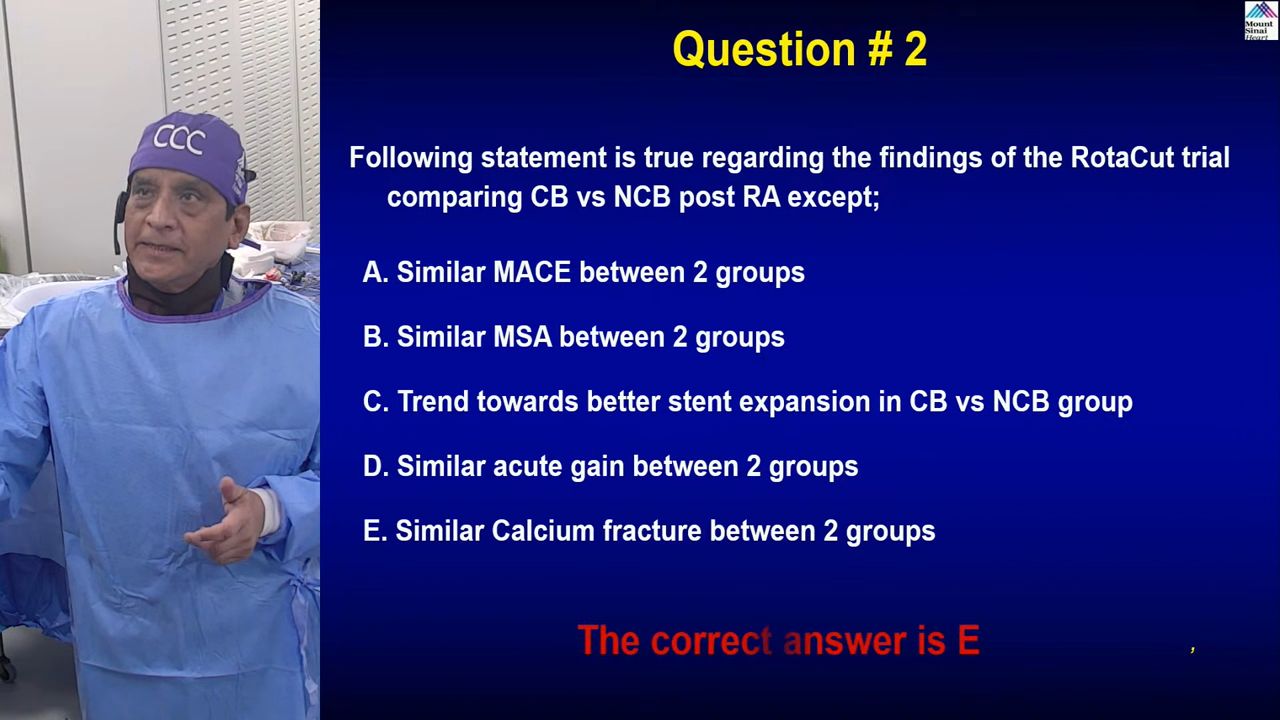 CCC
Mount
Sinai
Heart
Question # 2
Following statement is true regarding the findings of the RotaCut trial
comparing CB vs NCB post RA except;
A. Similar MACE between 2 groups
B. Similar MSA between 2 groups
C. Trend towards better stent expansion in CB vs NCB group
D. Similar acute gain between 2 groups
E. Similar Calcium fracture between 2 groups
The correct answer is E
,